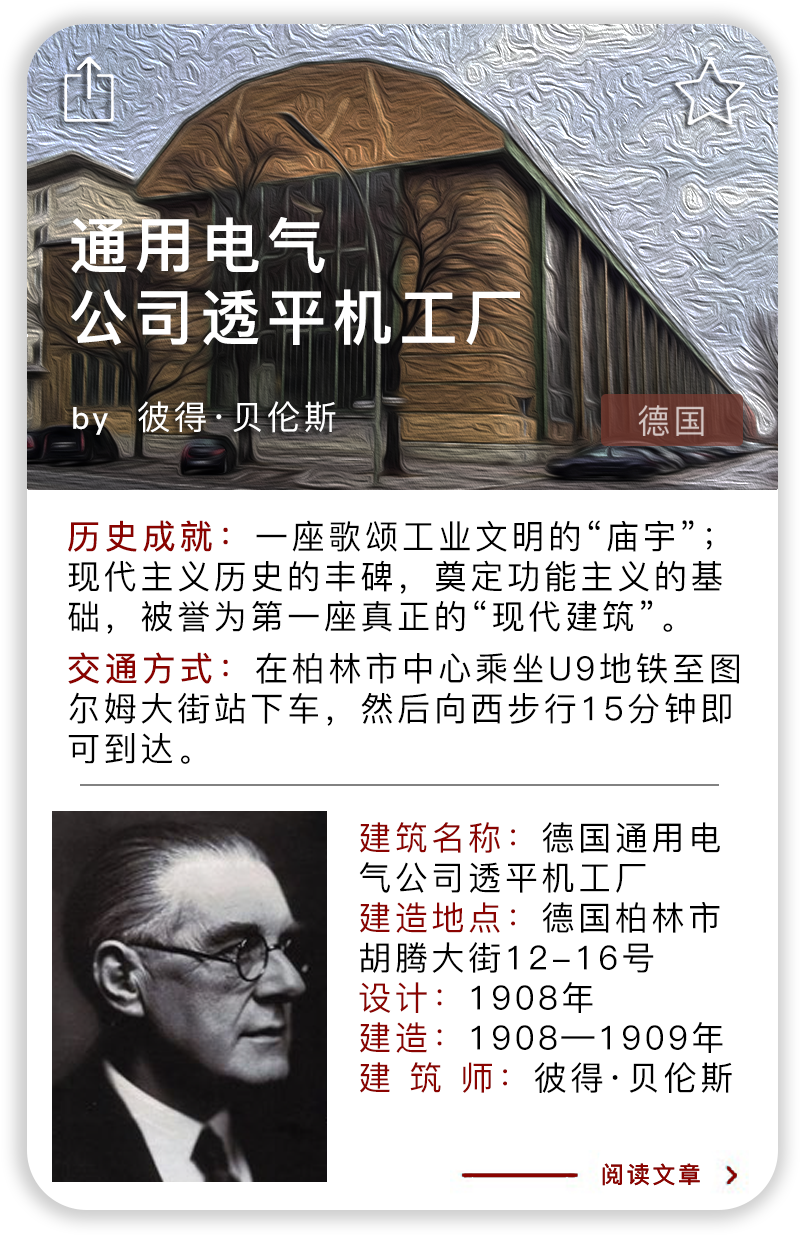 通用电气
公司透平机工厂
by 彼得·贝伦斯
德国
历史成就：一座歌颂工业文明的“庙宇”；
现代主义历史的丰碑，奠定功能主义的基
础，被誉为第一座真正的“现代建筑”。
交通方式：在柏林市中心乘坐U9地铁至图
尔姆大街站下车，然后向西步行15分钟即
可到达。
建筑名称：德国通用电
气公司透平机工厂
建造地点：德国柏林市
胡腾大街12-16号
设计：1908年
建造：1908—1909年
建 筑 师：彼得·贝伦斯
阅读文章